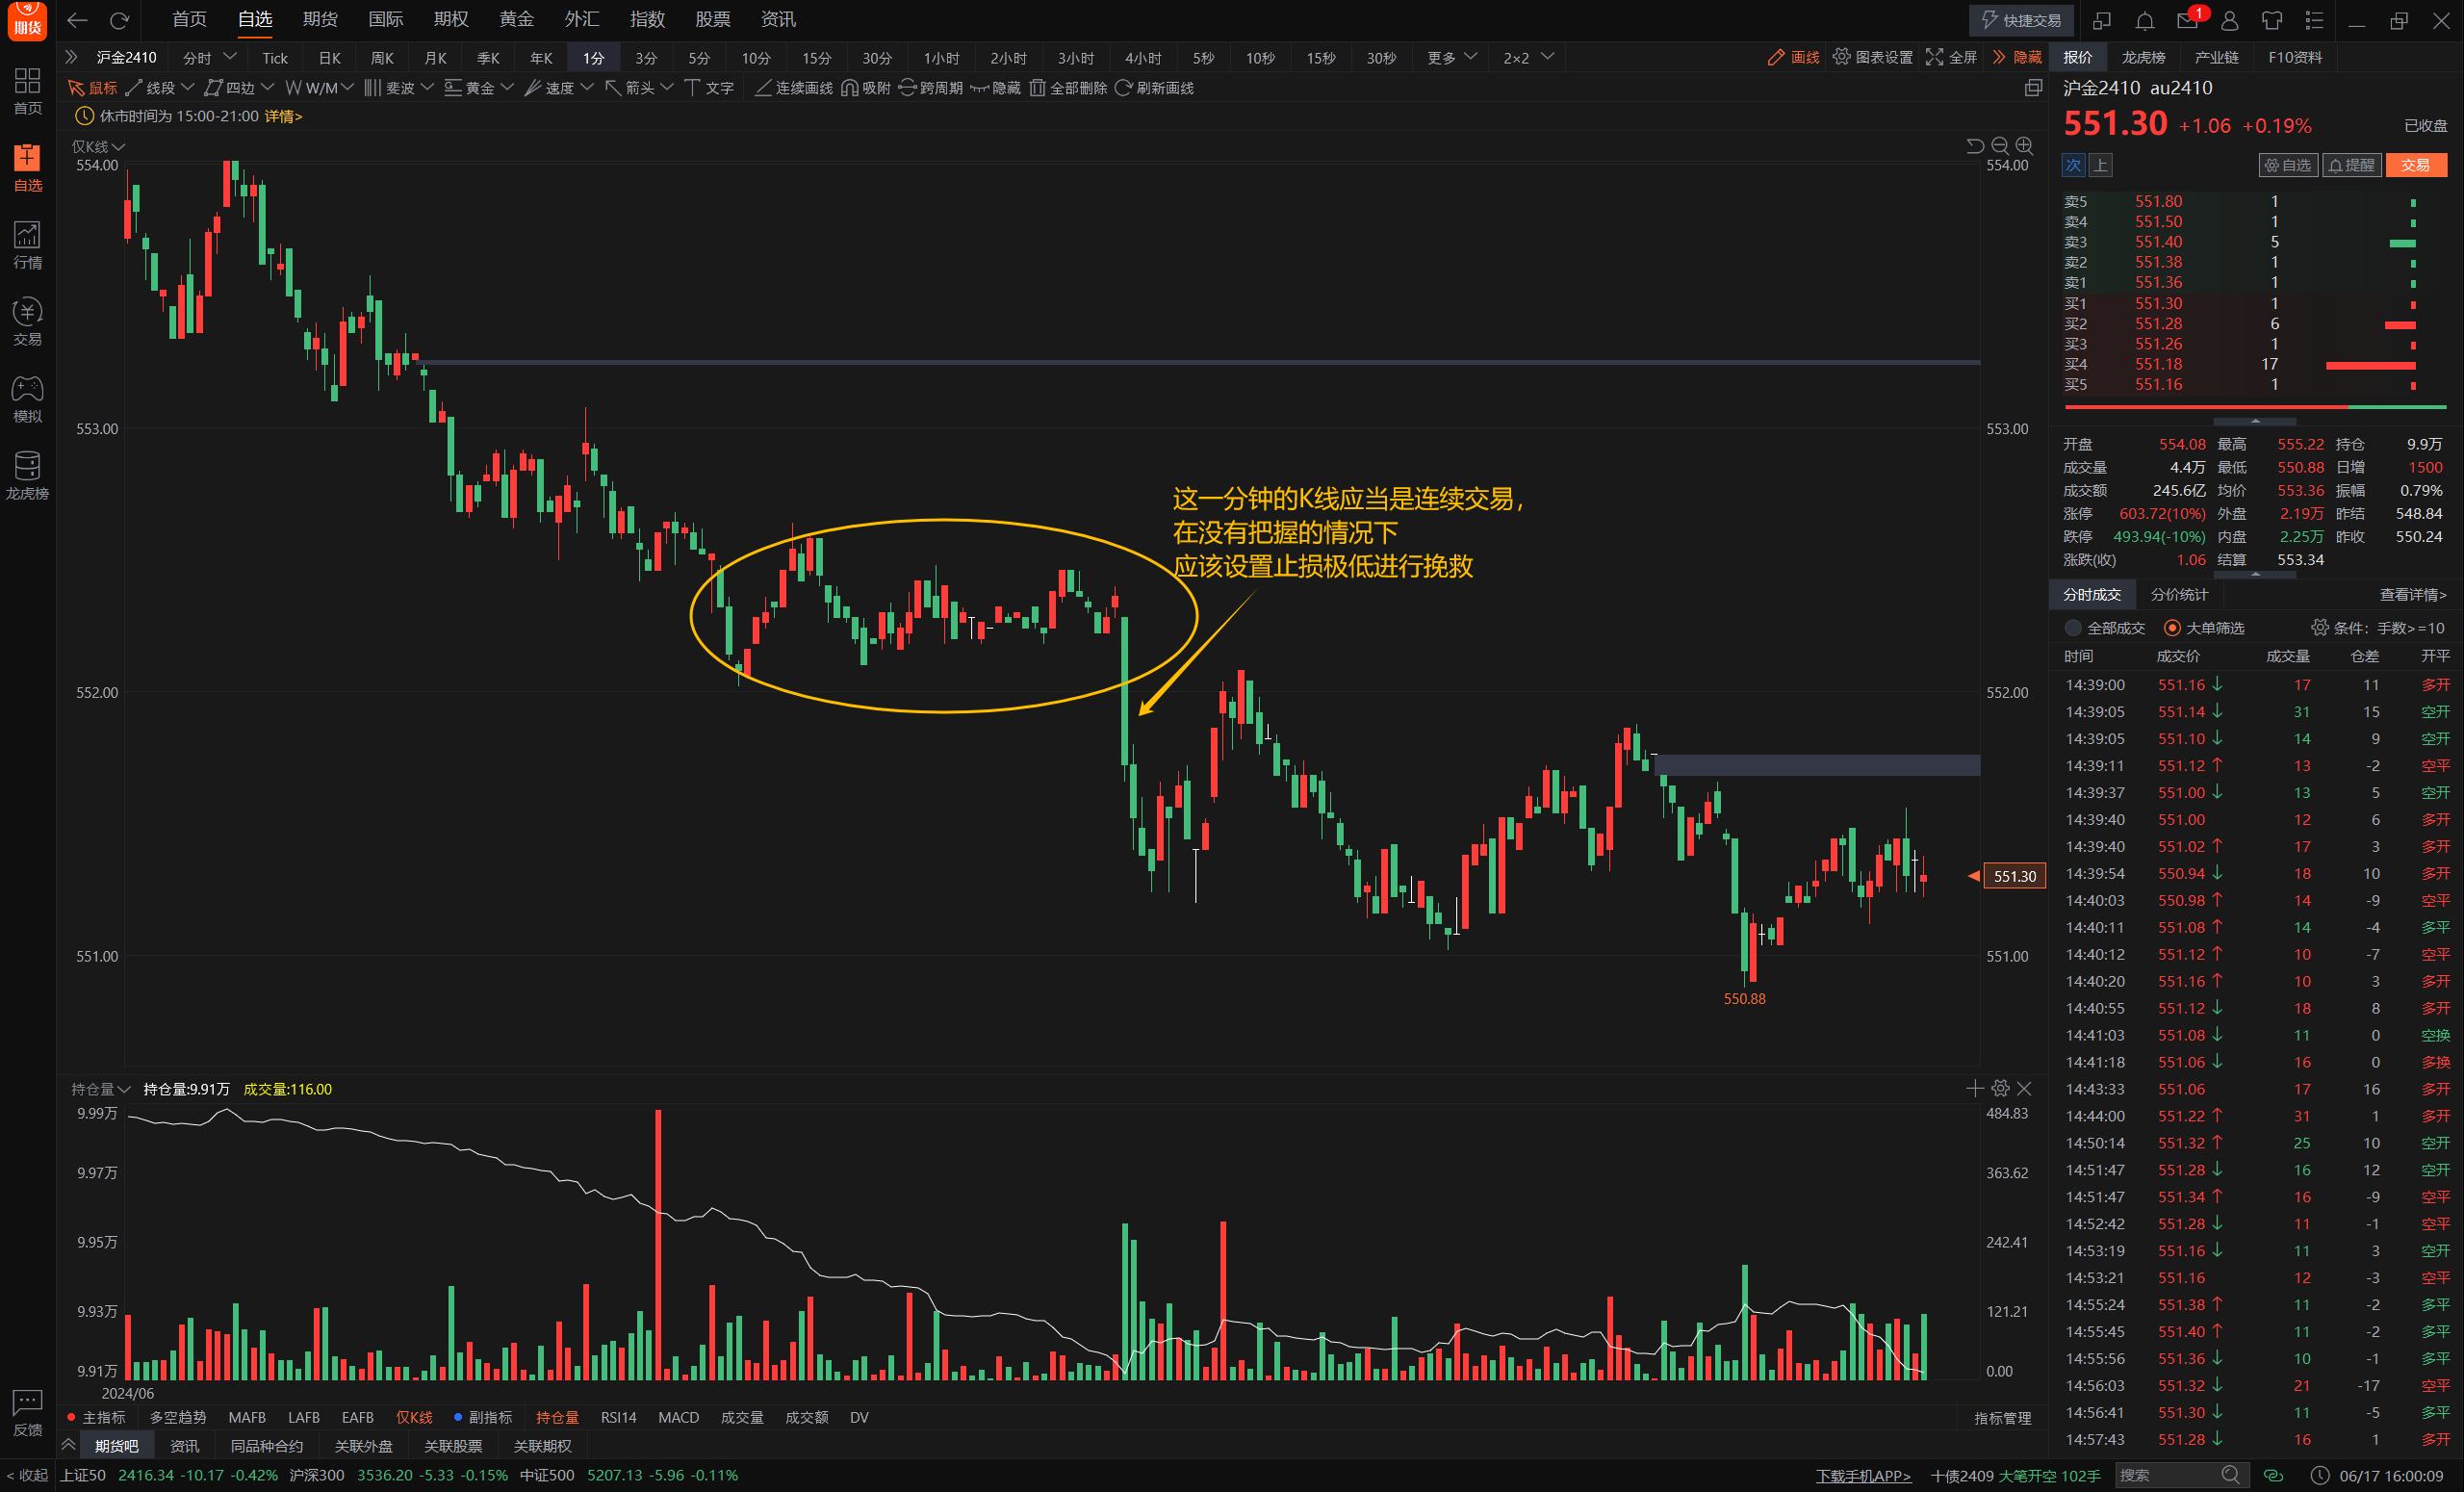 期货
首页 自选 期货 国际 期权 黄金 外汇 指数 股票 资讯
快捷交易
1
沪金2410 分时 Tick 日K 周K 月K 季K 年K 1分 3分 5分 10分 15分 30分 1小时 2小时 3小时 4小时 5秒 10秒 15秒 30秒 更多 2×2
画线 图表设置 全屏 隐藏
报价 龙虎榜 产业链 F10资料
鼠标 线段 四边 W/M 斐波 黄金 速度 箭头 文字 连续画线 吸附 跨周期 隐藏 全部删除 刷新画线
休市时间为 15:00-21:00 详情>
首页
自选
行情
交易
模拟
龙虎榜
反馈
< 收起
仅K线
554.00
553.00
552.00
551.00
554.00
553.00
552.00
551.30
551.00
这一分钟的K线应当是连续交易，
在没有把握的情况下
应该设置止损极低进行挽救
550.88
持仓量 持仓量:9.91万 成交量:116.00
9.99万
9.97万
9.95万
9.93万
9.91万
484.83
363.62
242.41
121.21
0.00
2024/06
主指标 多空趋势 MAFB LAFB EAFB 仅K线 副指标 持仓量 RSI14 MACD 成交量 成交额 DV
指标管理
期货吧 资讯 同品种合约 关联外盘 关联股票 关联期权
沪金2410 au2410
551.30 +1.06 +0.19% 已收盘
次 上 自选 提醒 交易
卖5 551.80 1
卖4 551.50 1
卖3 551.40 5
卖2 551.38 1
卖1 551.36 1
买1 551.30 1
买2 551.28 6
买3 551.26 1
买4 551.18 17
买5 551.16 1
开盘 554.08 最高 555.22 持仓 9.9万
成交量 4.4万 最低 550.88 日增 1500
成交额 245.6亿 均价 553.36 振幅 0.79%
涨停 603.72(10%) 外盘 2.19万 昨结 548.84
跌停 493.94(-10%) 内盘 2.25万 昨收 550.24
涨跌(收) 1.06 结算 553.34
分时成交 分价统计 查看详情>
全部成交 大单筛选 条件：手数>=10
时间 成交价 成交量 仓差 开平
14:39:00 551.16↓ 17 11 多开
14:39:05 551.14↓ 31 15 空开
14:39:05 551.10↓ 14 9 空开
14:39:11 551.12↑ 13 -2 空平
14:39:37 551.00↓ 13 5 空开
14:39:40 551.00 12 6 多开
14:39:40 551.02↑ 17 3 多开
14:39:54 550.94↓ 18 10 多开
14:40:03 550.98↑ 14 -9 空平
14:40:11 551.08↑ 14 -4 多平
14:40:12 551.12↑ 10 -7 空平
14:40:20 551.16↑ 10 3 多开
14:40:55 551.12↓ 18 8 多开
14:41:03 551.08↓ 11 0 空换
14:41:18 551.06↓ 16 0 多换
14:43:33 551.06 17 16 多开
14:44:00 551.22↑ 31 1 多开
14:50:14 551.32↑ 25 10 空开
14:51:47 551.28↓ 16 12 空开
14:51:47 551.34↑ 16 -9 空平
14:52:42 551.28↓ 11 -1 空平
14:53:19 551.16↓ 11 3 空开
14:53:21 551.16 12 -3 空平
14:55:24 551.38↑ 11 -2 多平
14:55:45 551.40↑ 11 -2 多平
14:55:56 551.36↓ 10 -1 多平
14:56:03 551.32↓ 21 -17 空平
14:56:41 551.30↓ 11 -5 多平
14:57:43 551.28↓ 16 1 多开
上证50 2416.34 -10.17 -0.42% 沪深300 3536.20 -5.33 -0.15% 中证500 5207.13 -5.96 -0.11%
下载手机APP> 十债2409 大笔开空 102手 搜索 06/17 16:00:09